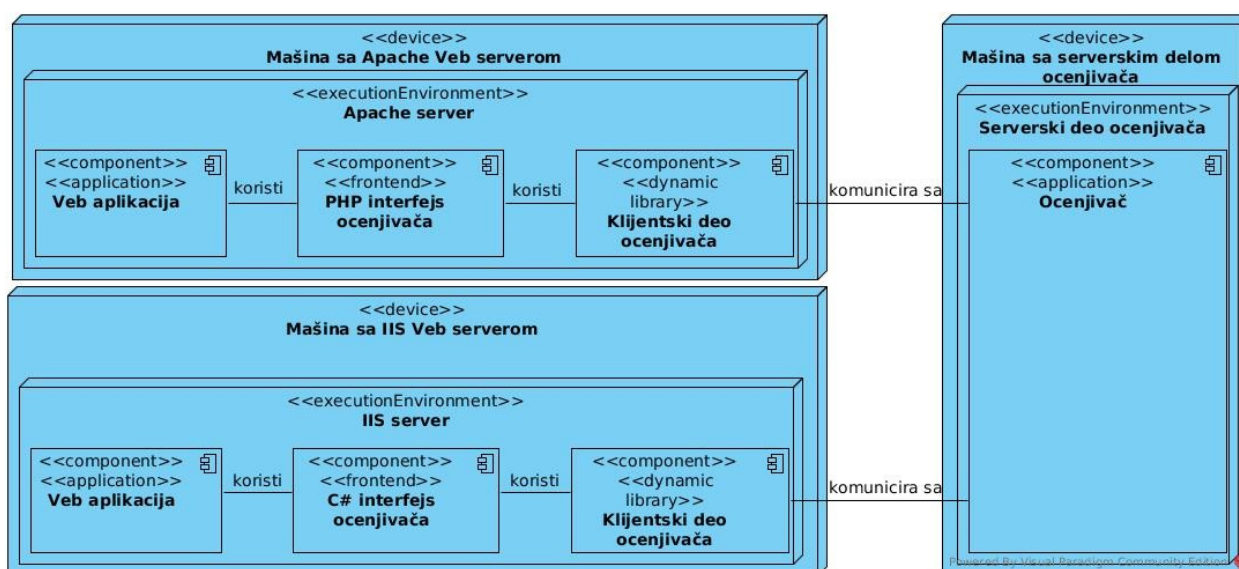 <<device>>
Mašina sa Apache Veb serverom
<<executionEnvironment>>
Apache server
<<component>>
<<application>>
Veb aplikacija
koristi
<<component>>
<<frontend>>
PHP interfejs
ocenjivača
koristi
<<component>>
<<dynamic
library>>
Klijentski deo
ocenjivača
komunicira sa
<<device>>
Mašina sa serverskim delom
ocenjivača
<<executionEnvironment>>
Serverski deo ocenjivača
<<component>>
<<application>>
Ocenjivač
<<device>>
Mašina sa IIS Veb serverom
<<executionEnvironment>>
IIS server
<<component>>
<<application>>
Veb aplikacija
koristi
<<component>>
<<frontend>>
C# interfejs
ocenjivača
koristi
<<component>>
<<dynamic
library>>
Klijentski deo
ocenjivača
komunicira sa
Powered By Visual Paradigm Community Edition